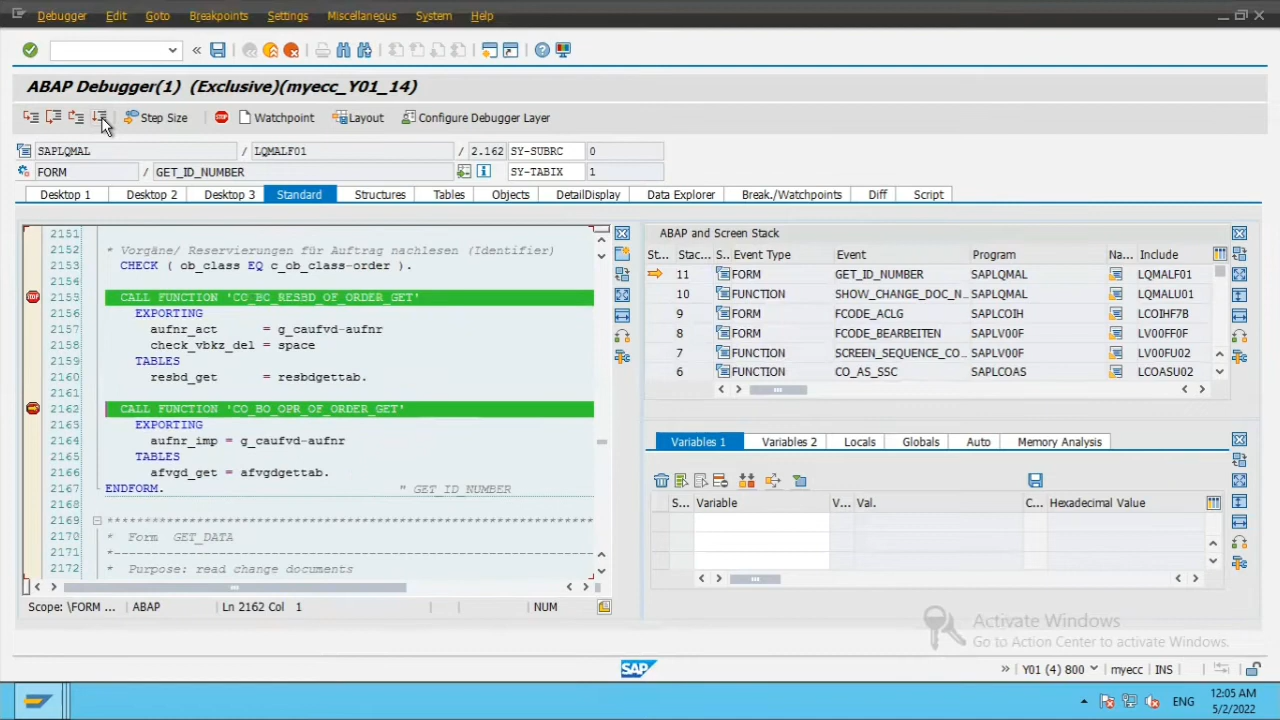 Debugger Edit Goto Breakpoints Settings Miscellaneous System Help
ABAP Debugger(1) (Exclusive)(myecc_Y01_14)
Step Size STOP Watchpoint Layout Configure Debugger Layer
SAPLQMAL / LQMALF01 / 2.162 SY-SUBRC 0
FORM / GET_ID_NUMBER SY-TABIX 1
Desktop 1 Desktop 2 Desktop 3 Standard Structures Tables Objects DetailDisplay Data Explorer Break./Watchpoints Diff Script
2151
2152 * Vorgäne/ Reservierungen für Auftrag nachlesen (Identifier)
2153 CHECK ( ob_class EQ c_ob_class-order ).
2154
2155 CALL FUNCTION 'CO_BC_RESBD_OF_ORDER_GET'
2156 EXPORTING
2157 aufnr_act = g_caufvd-aufnr
2158 check_vbkz_del = space
2159 TABLES
2160 resbd_get = resbdgettab.
2161
2162 CALL FUNCTION 'CO_BO_OPR_OF_ORDER_GET'
2163 EXPORTING
2164 aufnr_imp = g_caufvd-aufnr
2165 TABLES
2166 afvgd_get = afvgdgettab.
2167 ENDFORM. " GET_ID_NUMBER
2168
2169 ****************************************************************
2170 * Form GET_DATA
2171 *---------------------------------------------------------------
2172 * Purpose: read change documents
Scope: \FORM ... ABAP Ln 2162 Col 1 NUM
ABAP and Screen Stack
St... Stac... S.. Event Type Event Program Na... Include
11 FORM GET_ID_NUMBER SAPLQMAL LQMALF01
10 FUNCTION SHOW_CHANGE_DOC_N... SAPLQMAL LQMALU01
9 FORM FCODE_ACLG SAPLCOIH LCOIHF7B
8 FORM FCODE_BEARBEITEN SAPLV00F LV00FF0F
7 FUNCTION SCREEN_SEQUENCE_CO... SAPLV00F LV00FU02
6 FUNCTION CO_AS_SSC SAPLCOAS LCOASU02
Variables 1 Variables 2 Locals Globals Auto Memory Analysis
S... Variable V... Val. C... Hexadecimal Value
Activate Windows
Go to Action Center to activate Windows.
SAP Y01 (4) 800 myecc INS
ENG 12:05 AM
5/2/2022